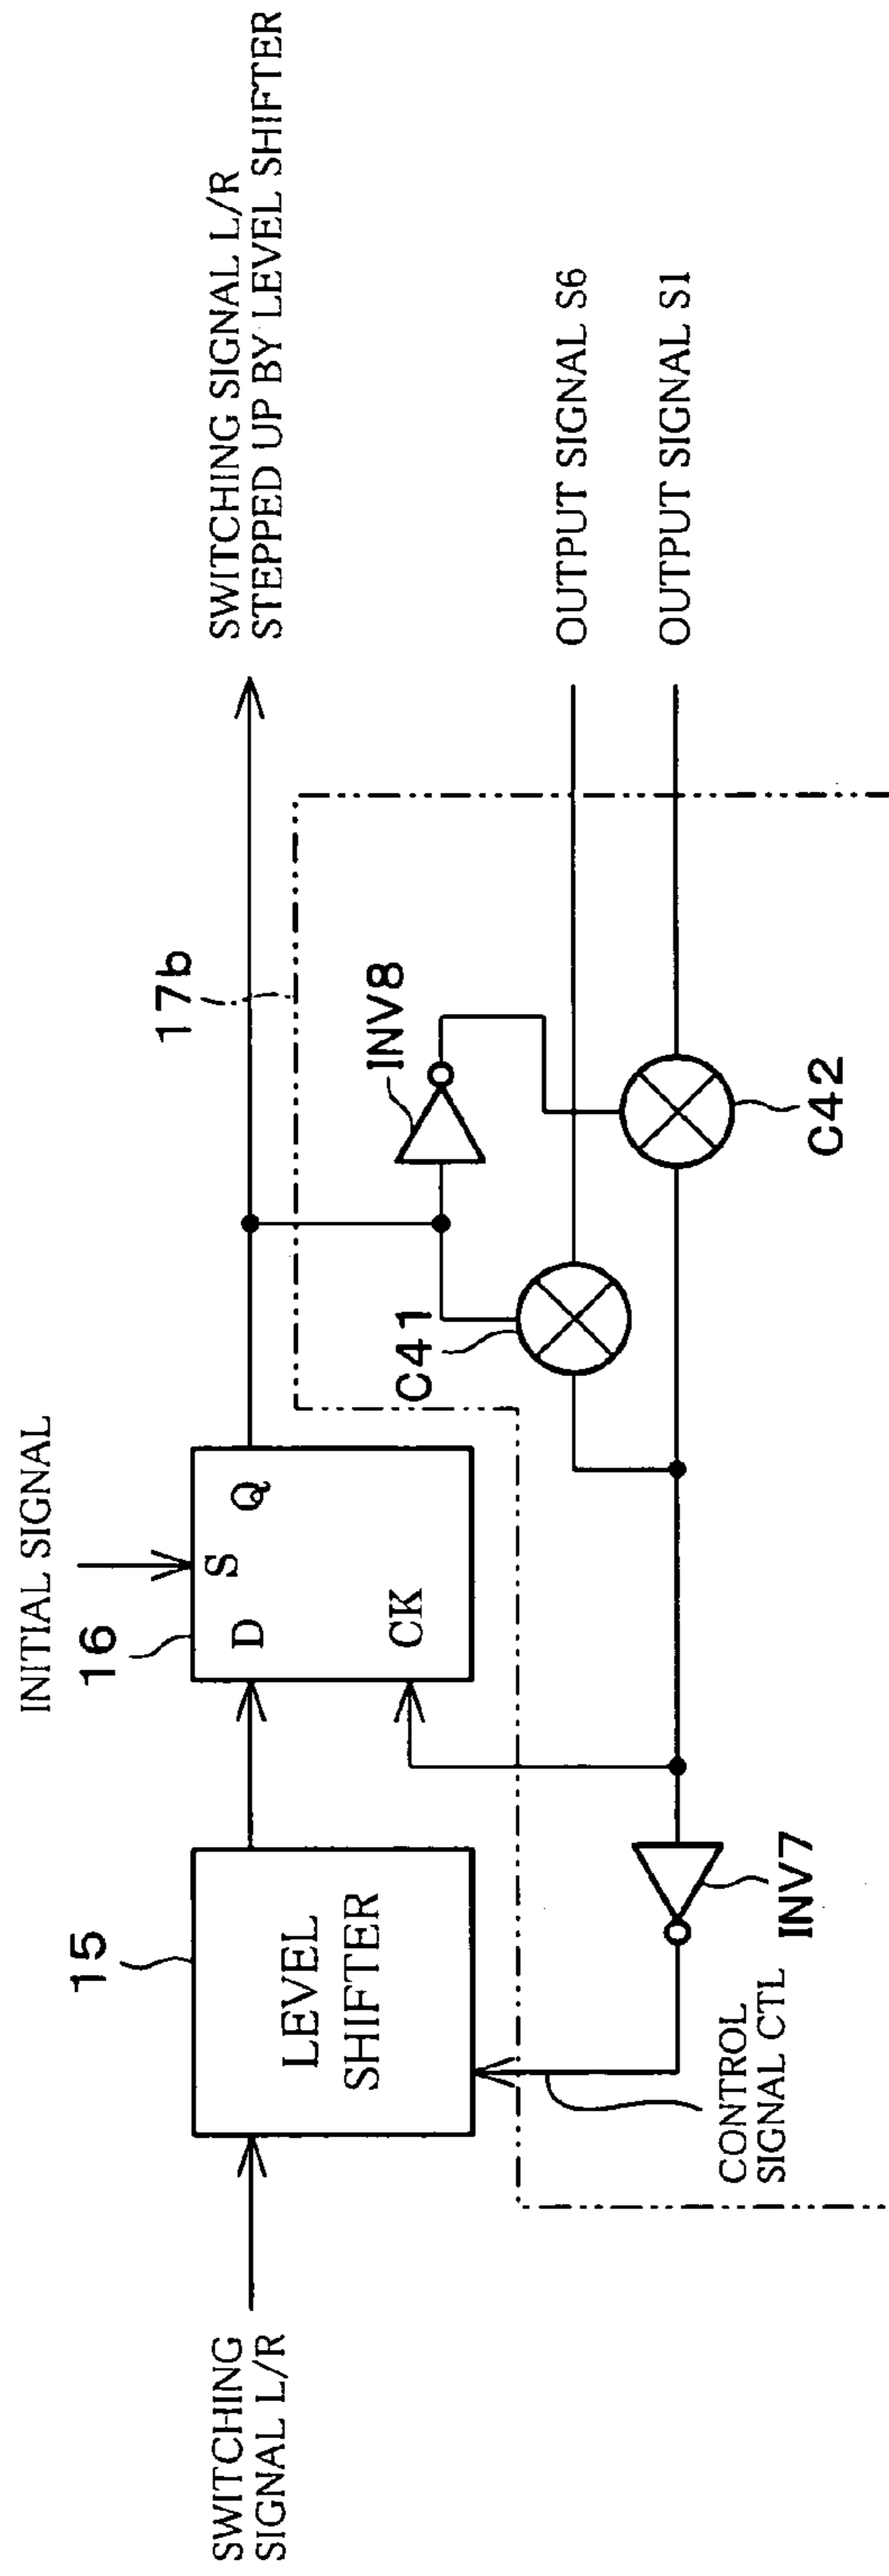 INITIAL SIGNAL
SWITCHING
SIGNAL L/R
15
LEVEL
SHIFTER
16
D
S
Q
CK
17b
SWITCHING SIGNAL L/R
STEPPED UP BY LEVEL SHIFTER
INV8
C41
OUTPUT SIGNAL S6
OUTPUT SIGNAL S1
C42
INV7
CONTROL
SIGNAL CTL